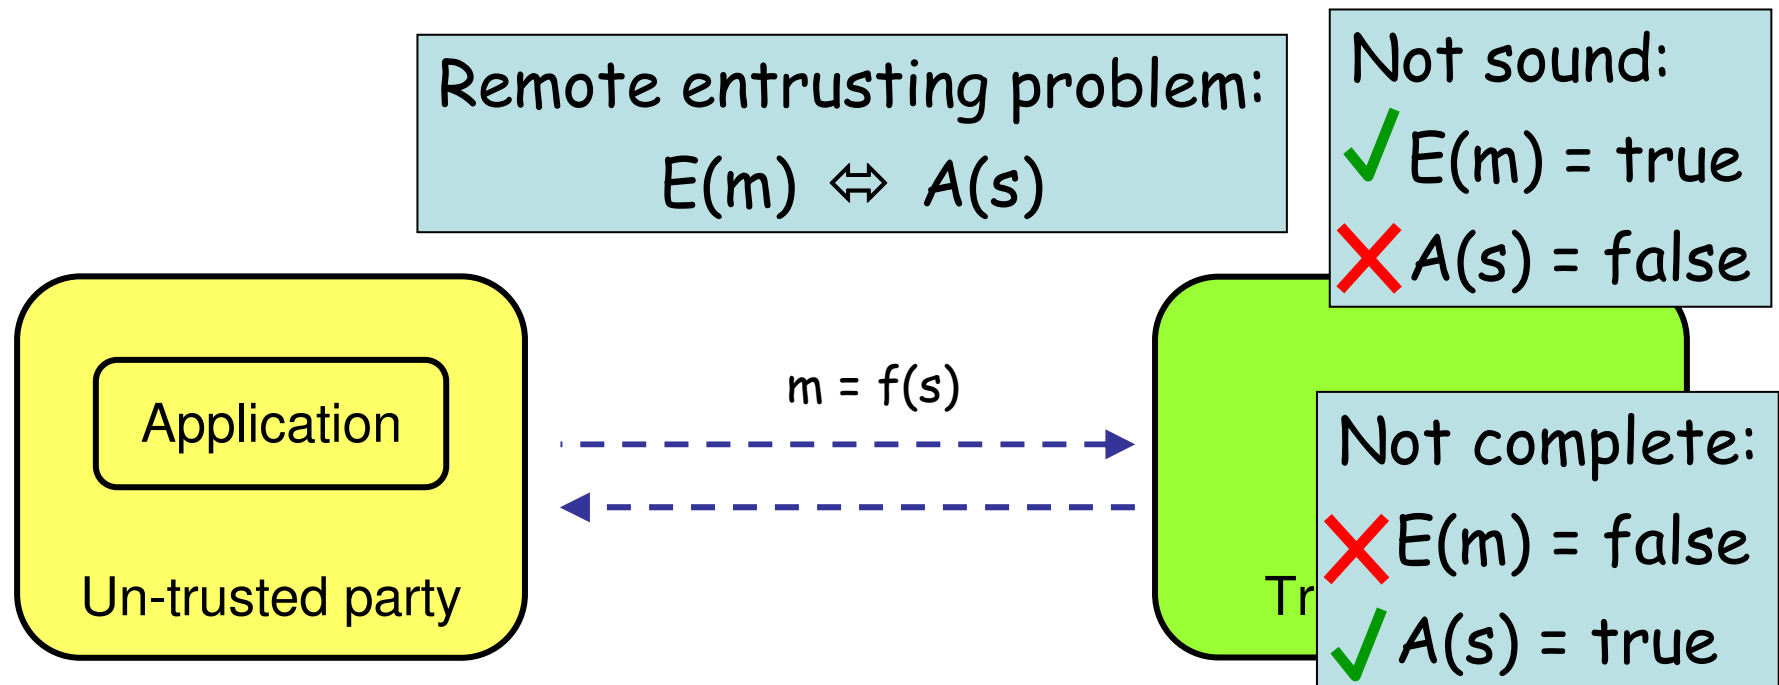 Remote entrusting problem:
E(m) ⇔ A(s)
Not sound:
E(m) = true
A(s) = false
Application
Un-trusted party
m = f(s)
Not complete:
E(m) = false
A(s) = true